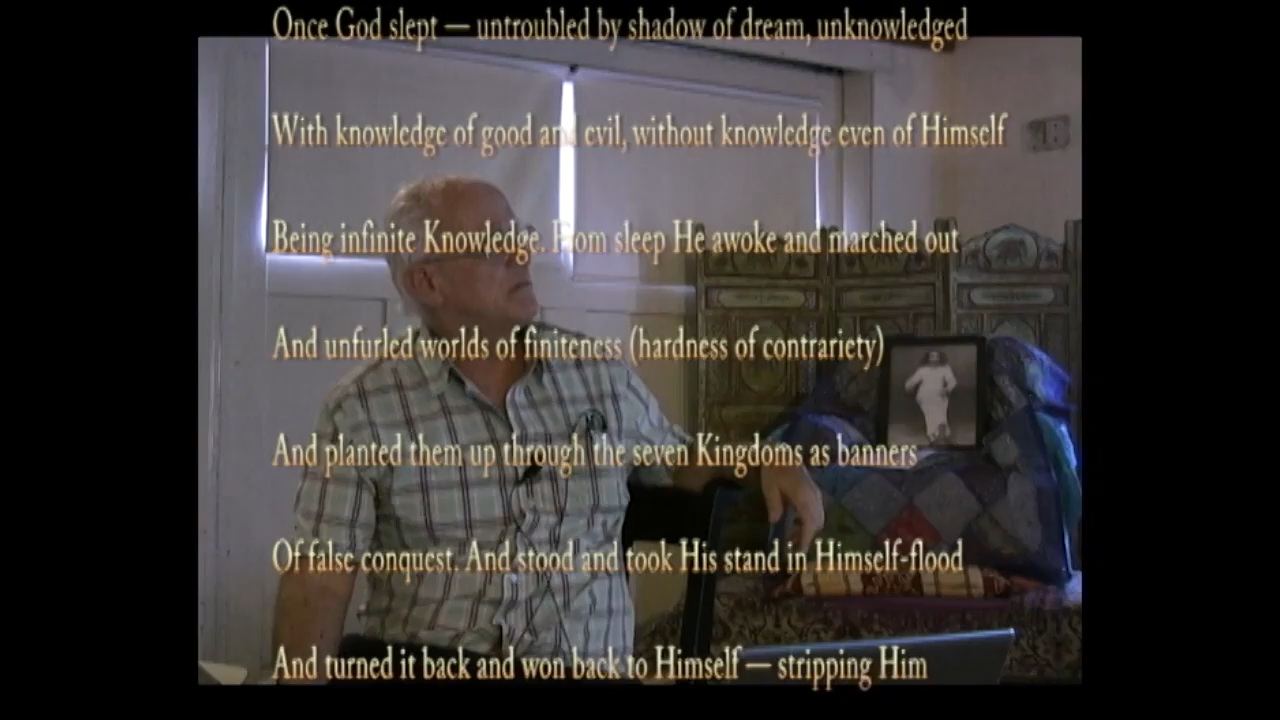 Once God slept — untroubled by shadow of dream, unknowledged
With knowledge of good and evil, without knowledge even of Himself
Being infinite Knowledge. From sleep He awoke and marched out
And unfurled worlds of finiteness (hardness of contrariety)
And planted them up through the seven Kingdoms as banners
Of false conquest. And stood and took His stand in Himself-flood
And turned it back and won back to Himself — stripping Him